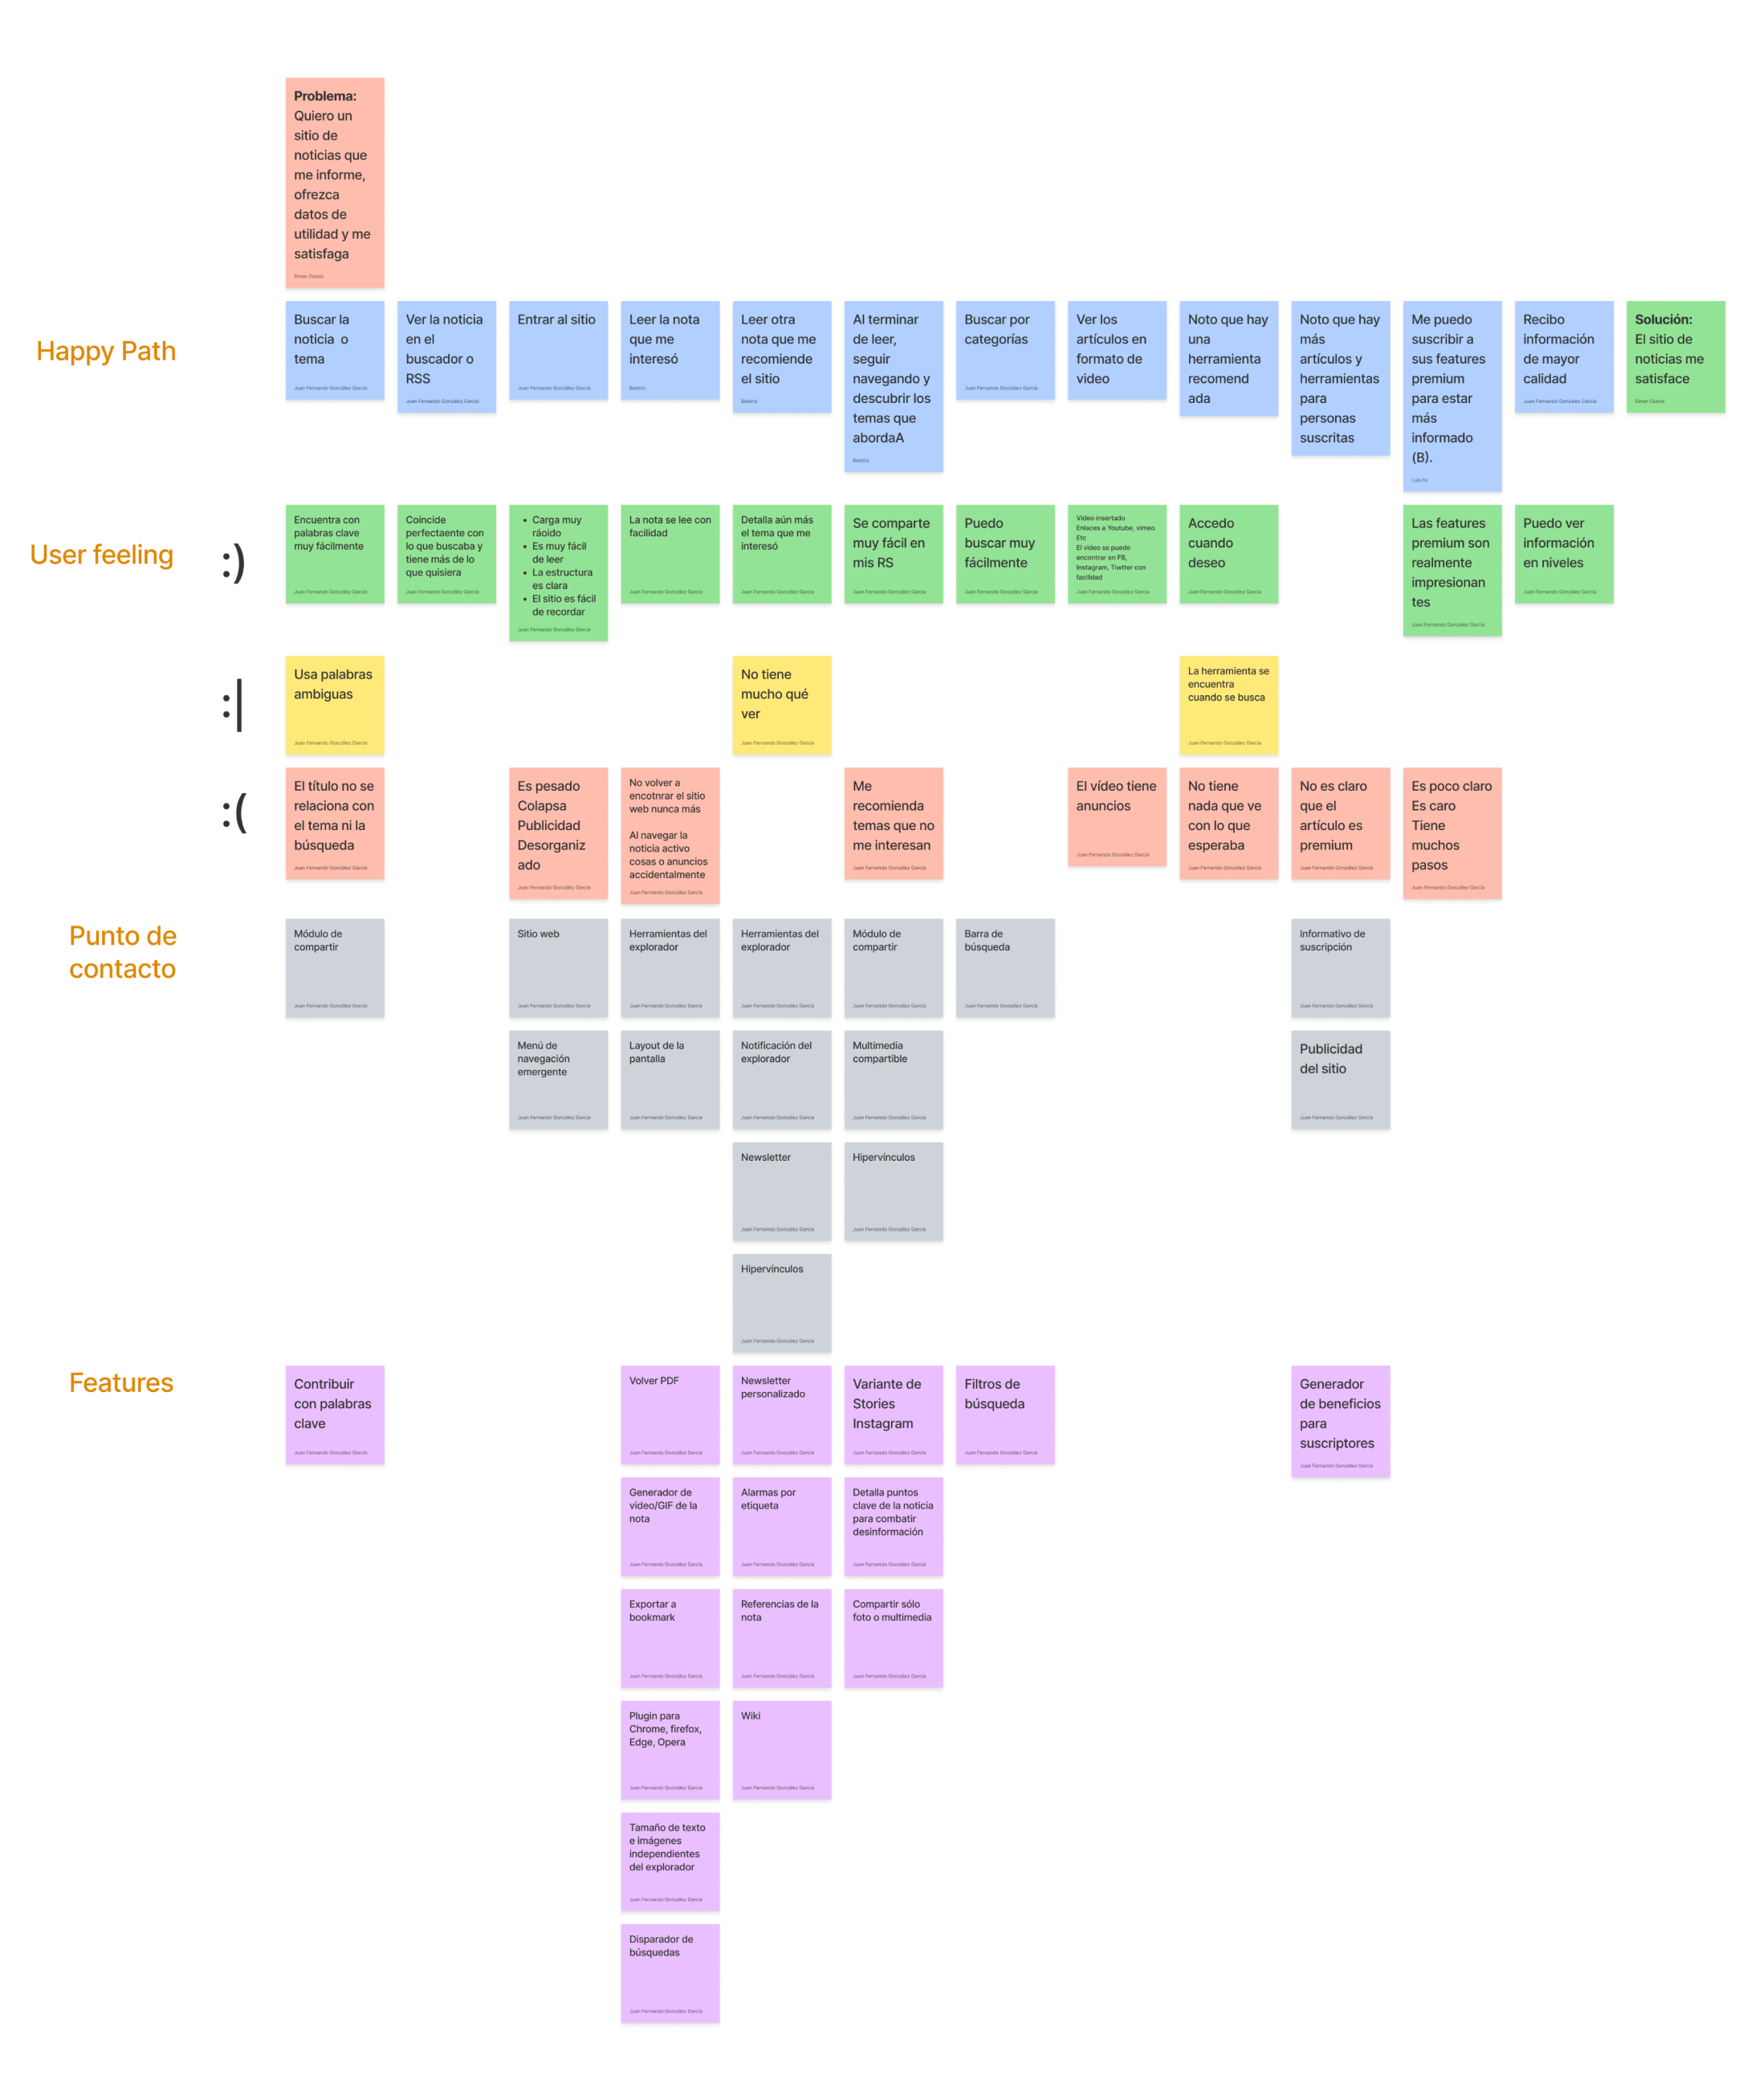 Problema:
Quiero un
sitio de
noticias que
me informe,
ofrezca
datos de
utilidad y me
satisfaga
Elmer Osorio
Happy Path
Buscar la
noticia o
tema
Juan Fernando González García
Ver la noticia
en el
buscador o
RSS
Juan Fernando González García
Entrar al sitio
Juan Fernando González García
Leer la nota
que me
interesó
Beatriz
Leer otra
nota que me
recomiende
el sitio
Beatriz
Al terminar
de leer,
seguir
navegando y
descubrir los
temas que
abordaA
Beatriz
Buscar por
categorías
Juan Fernando González García
Ver los
artículos en
formato de
video
Noto que hay
una
herramienta
recomend
ada
Noto que hay
más
artículos y
herramientas
para
personas
suscritas
Me puedo
suscribir a
sus features
premium
para estar
más
informado
(B).
Luis Fe
Recibo
información
de mayor
calidad
Juan Fernando González García
Solución:
El sitio de
noticias me
satisface
Elmer Osorio
User feeling
:)
Encuentra con
palabras clave
muy fácilmente
Juan Fernando González García
Coincide
perfectaente con
lo que buscaba y
tiene más de lo
que quisiera
Juan Fernando González García
• Carga muy
ráoido
• Es muy fácil
de leer
• La estructura
es clara
• El sitio es fácil
de recordar
Juan Fernando González García
La nota se lee con
facilidad
Juan Fernando González García
Detalla aún más
el tema que me
interesó
Juan Fernando González García
Se comparte
muy fácil en
mis RS
Juan Fernando González García
Puedo
buscar muy
fácilmente
Juan Fernando González García
Video insertado
Enlaces a Youtube, vimeo
Etc
El video se puede
encontrar en FB,
Instagram, Tiwtter con
facilidad
Juan Fernando González García
Accedo
cuando
deseo
Juan Fernando González García
Las features
premium son
realmente
impresionan
tes
Juan Fernando González García
Puedo ver
información
en niveles
Juan Fernando González García
:|
Usa palabras
ambiguas
Juan Fernando González García
No tiene
mucho qué
ver
Juan Fernando González García
La herramienta se
encuentra
cuando se busca
Juan Fernando González García
:(
El título no se
relaciona con
el tema ni la
búsqueda
Juan Fernando González García
Es pesado
Colapsa
Publicidad
Desorganiz
ado
Juan Fernando González García
No volver a
encotnrar el sitio
web nunca más
Al navegar la
noticia activo
cosas o anuncios
accidentalmente
Juan Fernando González García
Me
recomienda
temas que no
me interesan
Juan Fernando González García
El vídeo tiene
anuncios
Juan Fernando González García
No tiene
nada que ve
con lo que
esperaba
Juan Fernando González García
No es claro
que el
artículo es
premium
Juan Fernando González García
Es poco claro
Es caro
Tiene
muchos
pasos
Juan Fernando González García
Punto de
contacto
Módulo de
compartir
Juan Fernando González García
Sitio web
Juan Fernando González García
Herramientas del
explorador
Juan Fernando González García
Herramientas del
explorador
Juan Fernando González García
Módulo de
compartir
Juan Fernando González García
Barra de
búsqueda
Juan Fernando González García
Informativo de
suscripción
Juan Fernando González García
Menú de
navegación
emergente
Juan Fernando González García
Layout de la
pantalla
Juan Fernando González García
Notificación del
explorador
Juan Fernando González García
Multimedia
compartible
Juan Fernando González García
Publicidad
del sitio
Juan Fernando González García
Newsletter
Juan Fernando González García
Hipervínculos
Juan Fernando González García
Hipervínculos
Juan Fernando González García
Features
Contribuir
con palabras
clave
Juan Fernando González García
Volver PDF
Juan Fernando González García
Newsletter
personalizado
Juan Fernando González García
Variante de
Stories
Instagram
Juan Fernando González García
Filtros de
búsqueda
Juan Fernando González García
Generador
de beneficios
para
suscriptores
Juan Fernando González García
Generador de
video/GIF de la
nota
Juan Fernando González García
Alarmas por
etiqueta
Juan Fernando González García
Detalla puntos
clave de la noticia
para combatir
desinformación
Juan Fernando González García
Exportar a
bookmark
Juan Fernando González García
Referencias de la
nota
Juan Fernando González García
Compartir sólo
foto o multimedia
Juan Fernando González García
Plugin para
Chrome, firefox,
Edge, Opera
Juan Fernando González García
Wiki
Juan Fernando González García
Tamaño de texto
e imágenes
independientes
del explorador
Juan Fernando González García
Disparador de
búsquedas
Juan Fernando González García